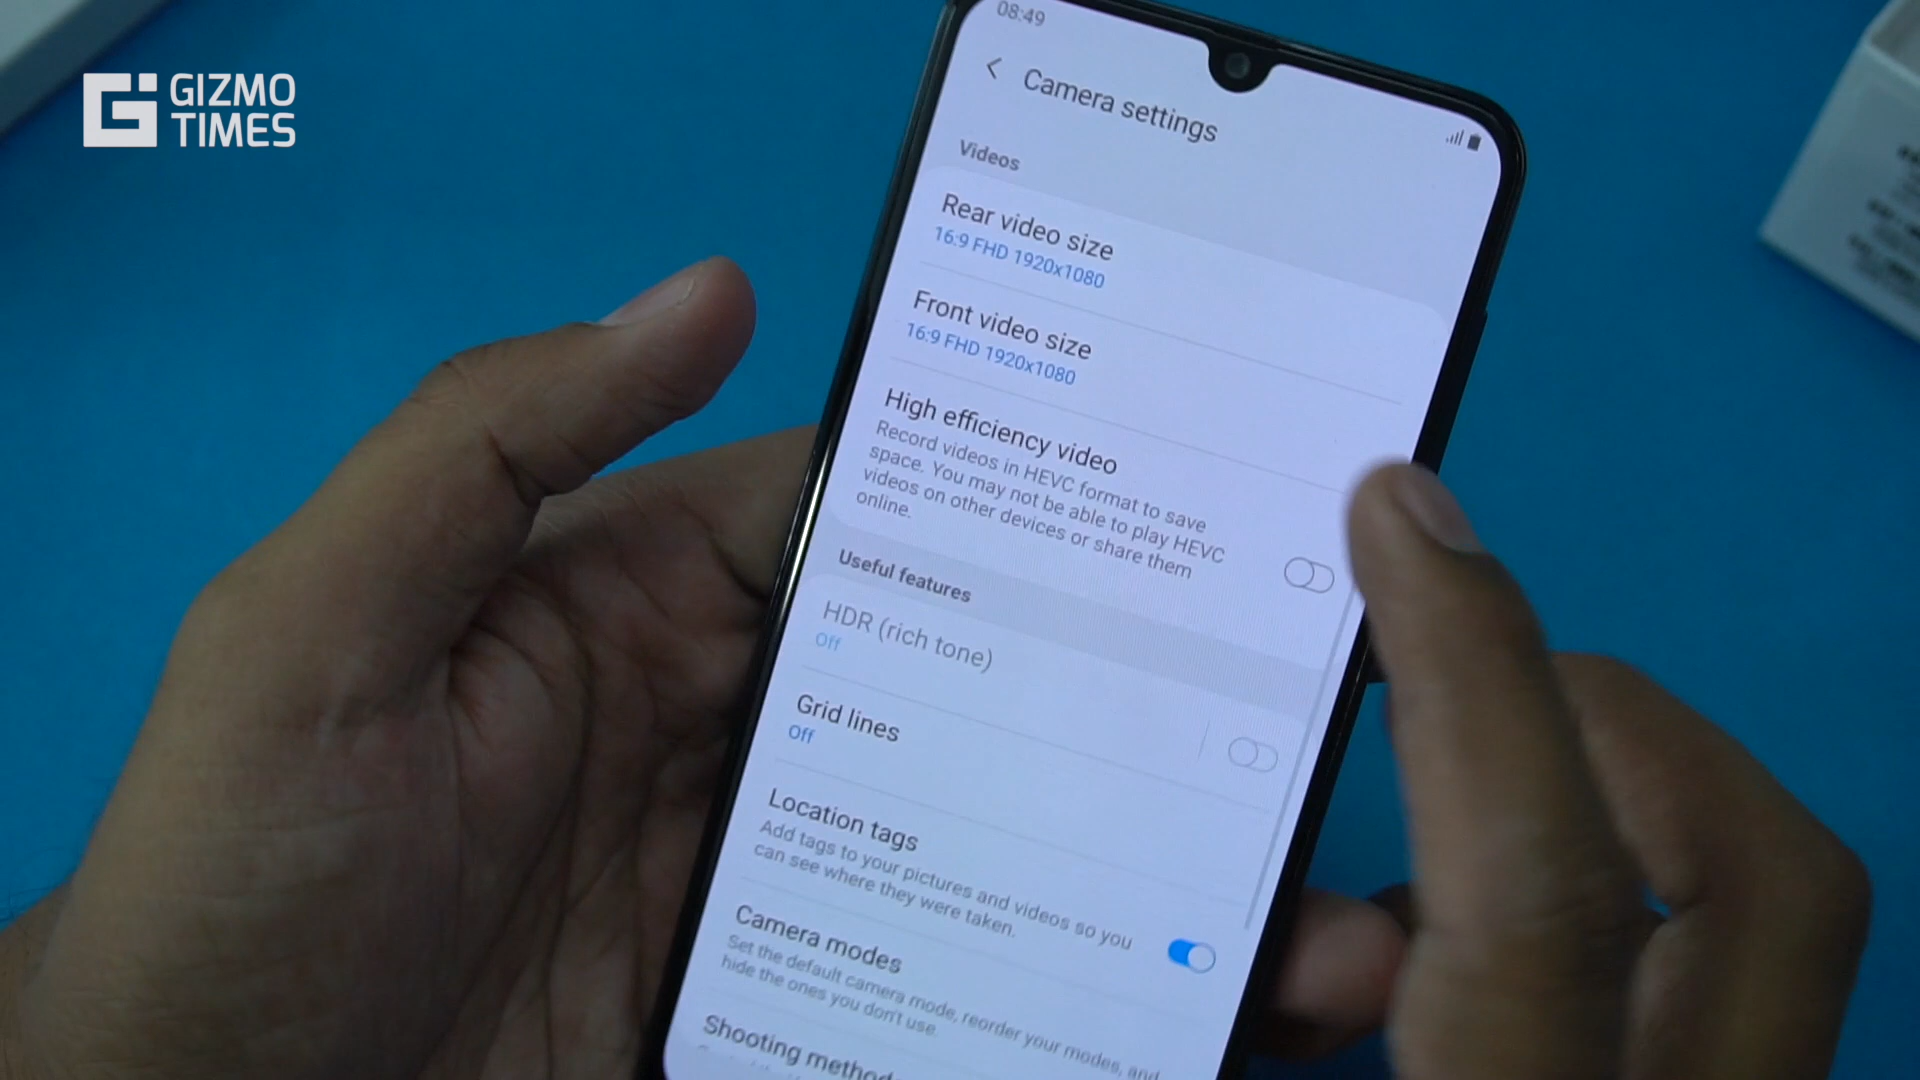 GIZMO
TIMES
08:49
Camera settings
Videos
Rear video size
16:9 FHD 1920x1080
Front video size
16:9 FHD 1920x1080
High efficiency video
Record videos in HEVC format to save
space. You may not be able to play HEVC
videos on other devices or share them
online.
Useful features
HDR (rich tone)
Off
Grid lines
Off
Location tags
Add tags to your pictures and videos so you
can see where they were taken.
Camera modes
Set the default camera mode, reorder your modes, and
hide the ones you don't use.
Shooting method